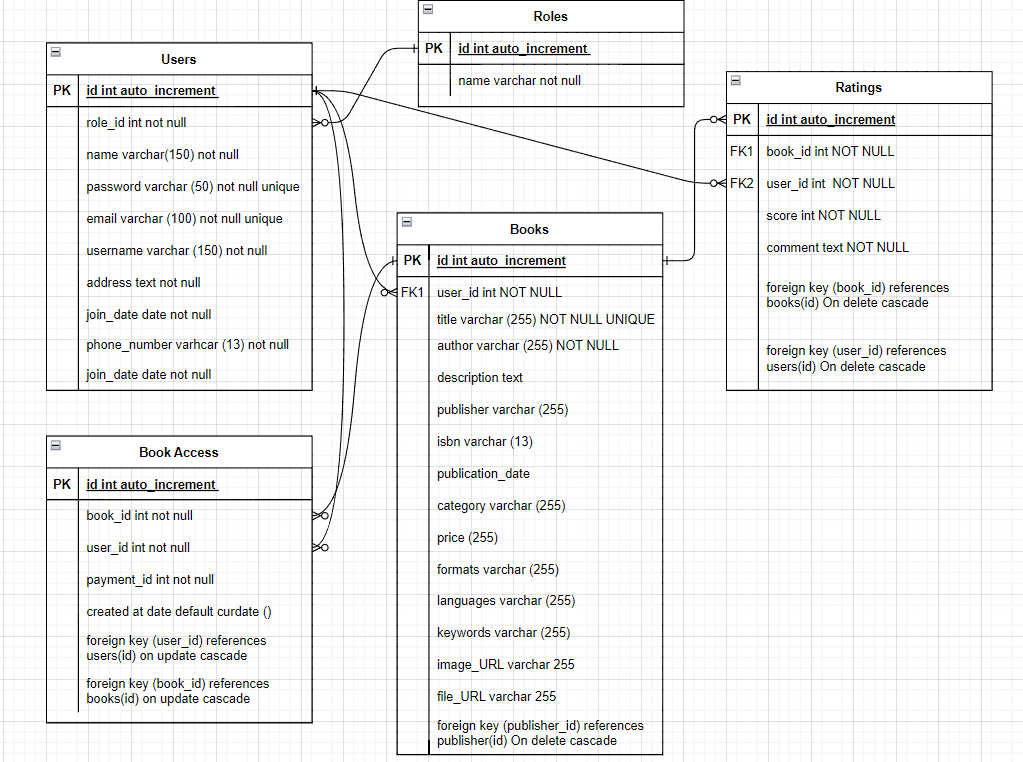 Roles
PK id int auto_increment
name varchar not null
Users
PK id int auto_increment
role_id int not null
name varchar(150) not null
password varchar (50) not null unique
email varchar (100) not null unique
username varchar (150) not null
address text not null
join_date date not null
phone_number varhcar (13) not null
join_date date not null
Ratings
PK id int auto_increment
FK1 book_id int NOT NULL
FK2 user_id int NOT NULL
score int NOT NULL
comment text NOT NULL
foreign key (book_id) references
books(id) On delete cascade
foreign key (user_id) references
users(id) On delete cascade
Books
PK id int auto_increment
FK1 user_id int NOT NULL
title varchar (255) NOT NULL UNIQUE
author varchar (255) NOT NULL
description text
publisher varchar (255)
isbn varchar (13)
publication_date
category varchar (255)
price (255)
formats varchar (255)
languages varchar (255)
keywords varchar (255)
image_URL varchar 255
file_URL varchar 255
foreign key (publisher_id) references
publisher(id) On delete cascade
Book Access
PK id int auto_increment
book_id int not null
user_id int not null
payment_id int not null
created at date default curdate ()
foreign key (user_id) references
users(id) on update cascade
foreign key (book_id) references
books(id) on update cascade